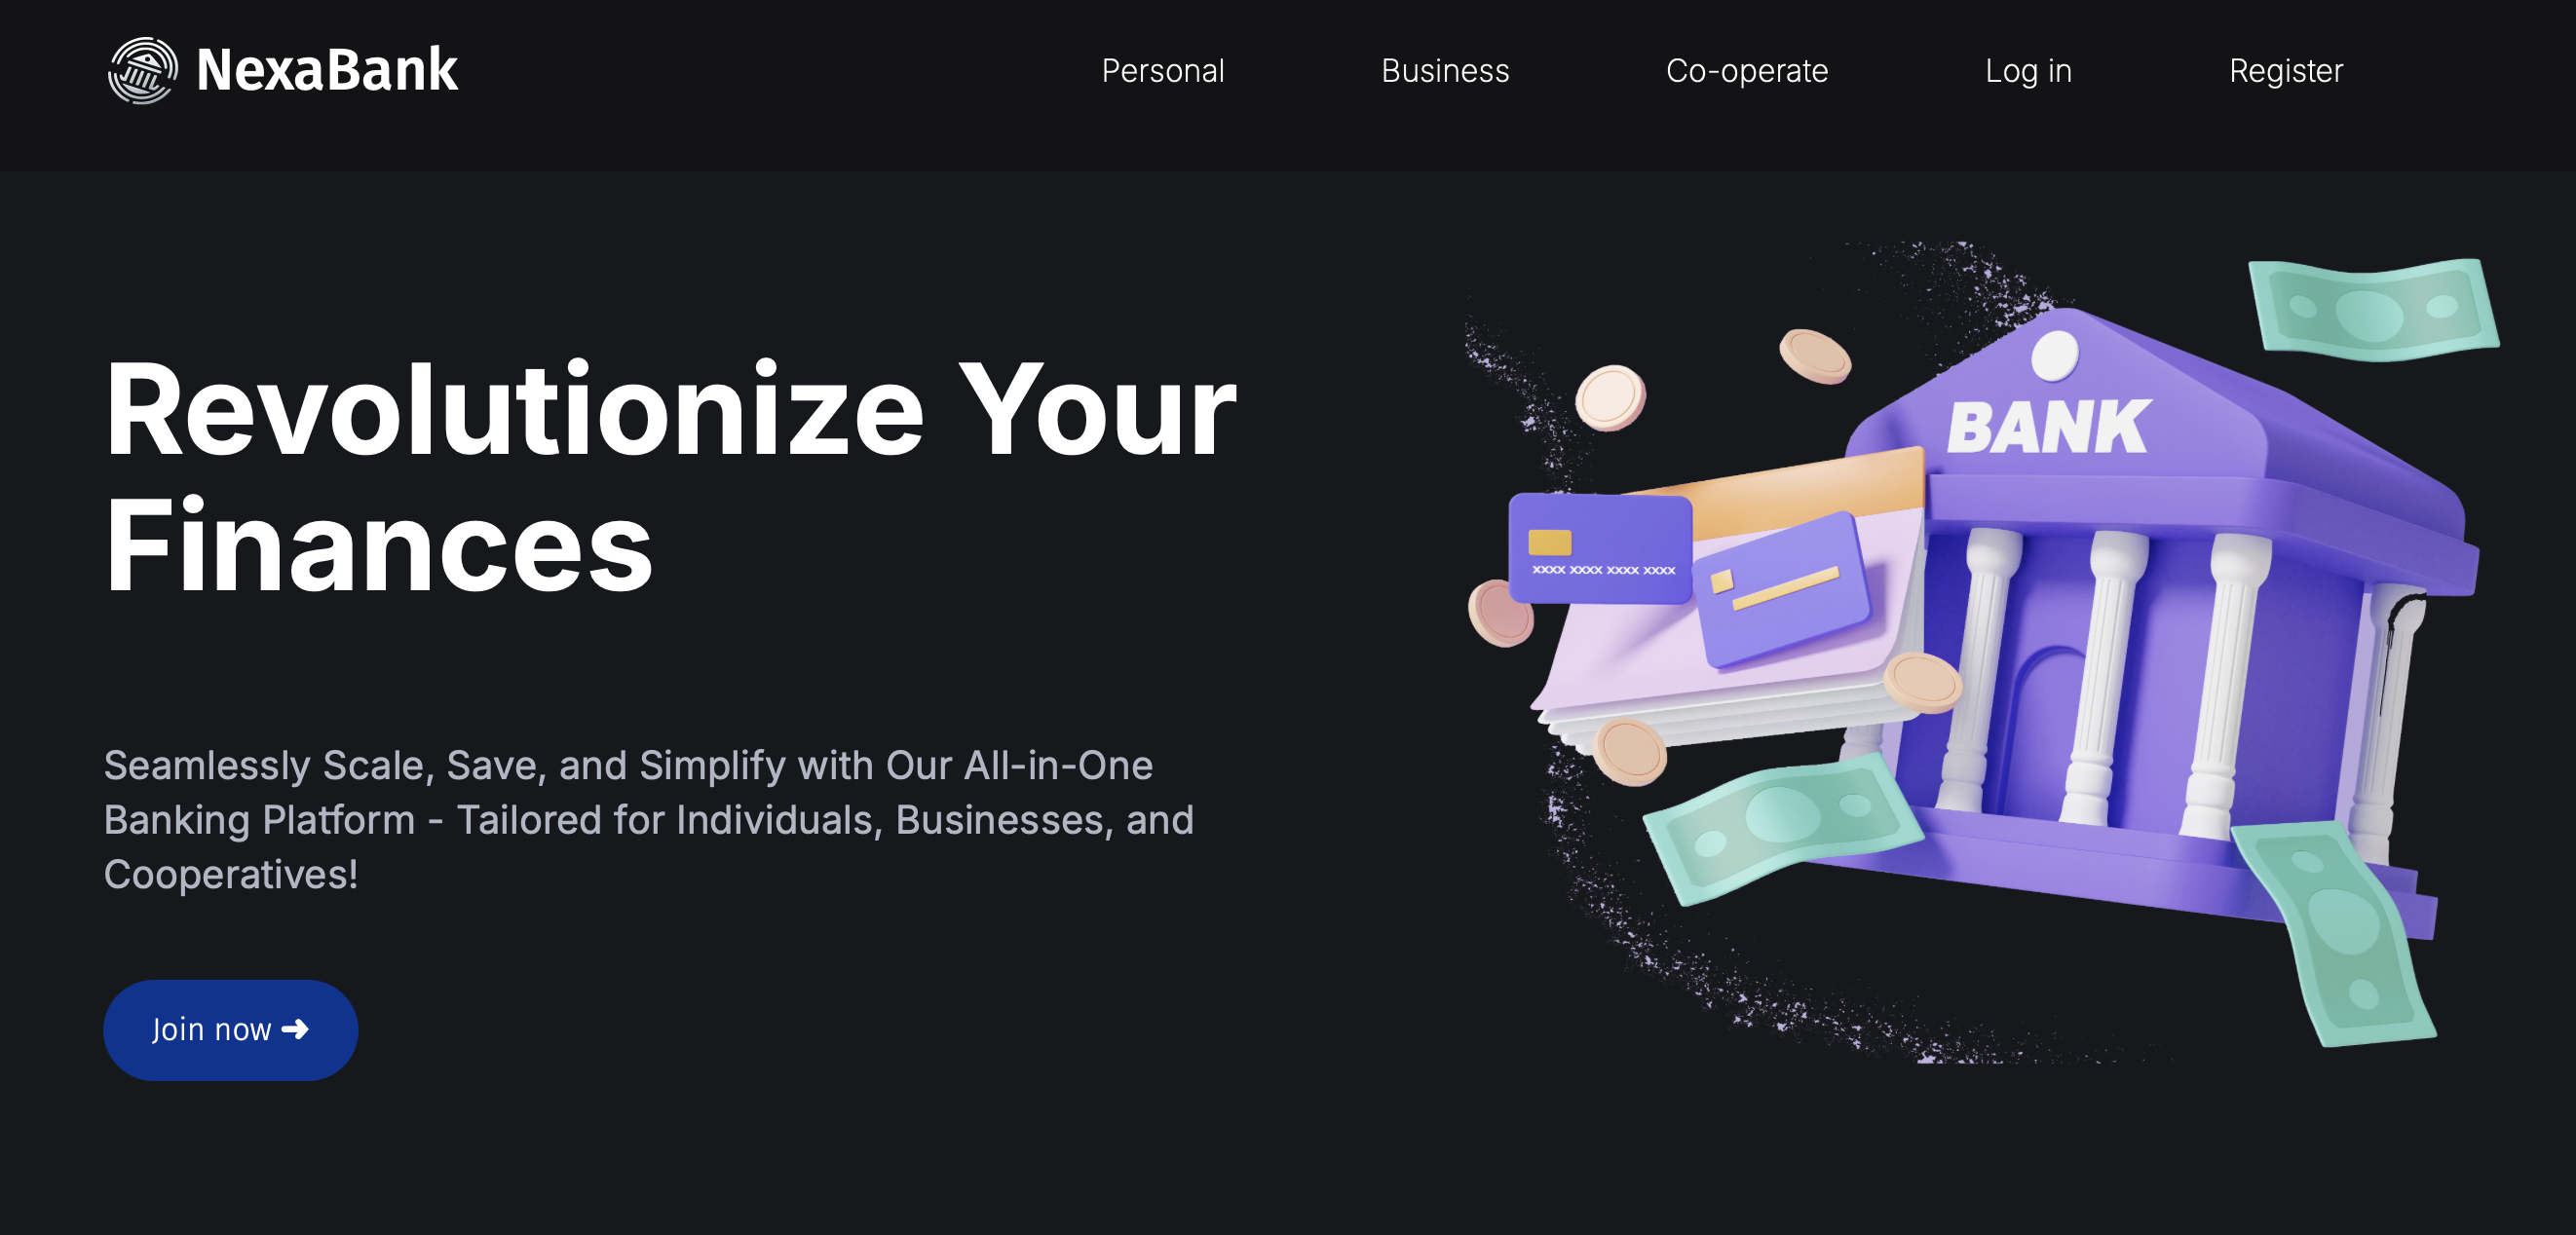 NexaBank
Personal
Business
Co-operate
Log in
Register
Revolutionize Your
Finances
Seamlessly Scale, Save, and Simplify with Our All-in-One
Banking Platform - Tailored for Individuals, Businesses, and
Cooperatives!
Join now ➜
BANK
XXXX XXXX XXXX XXXX